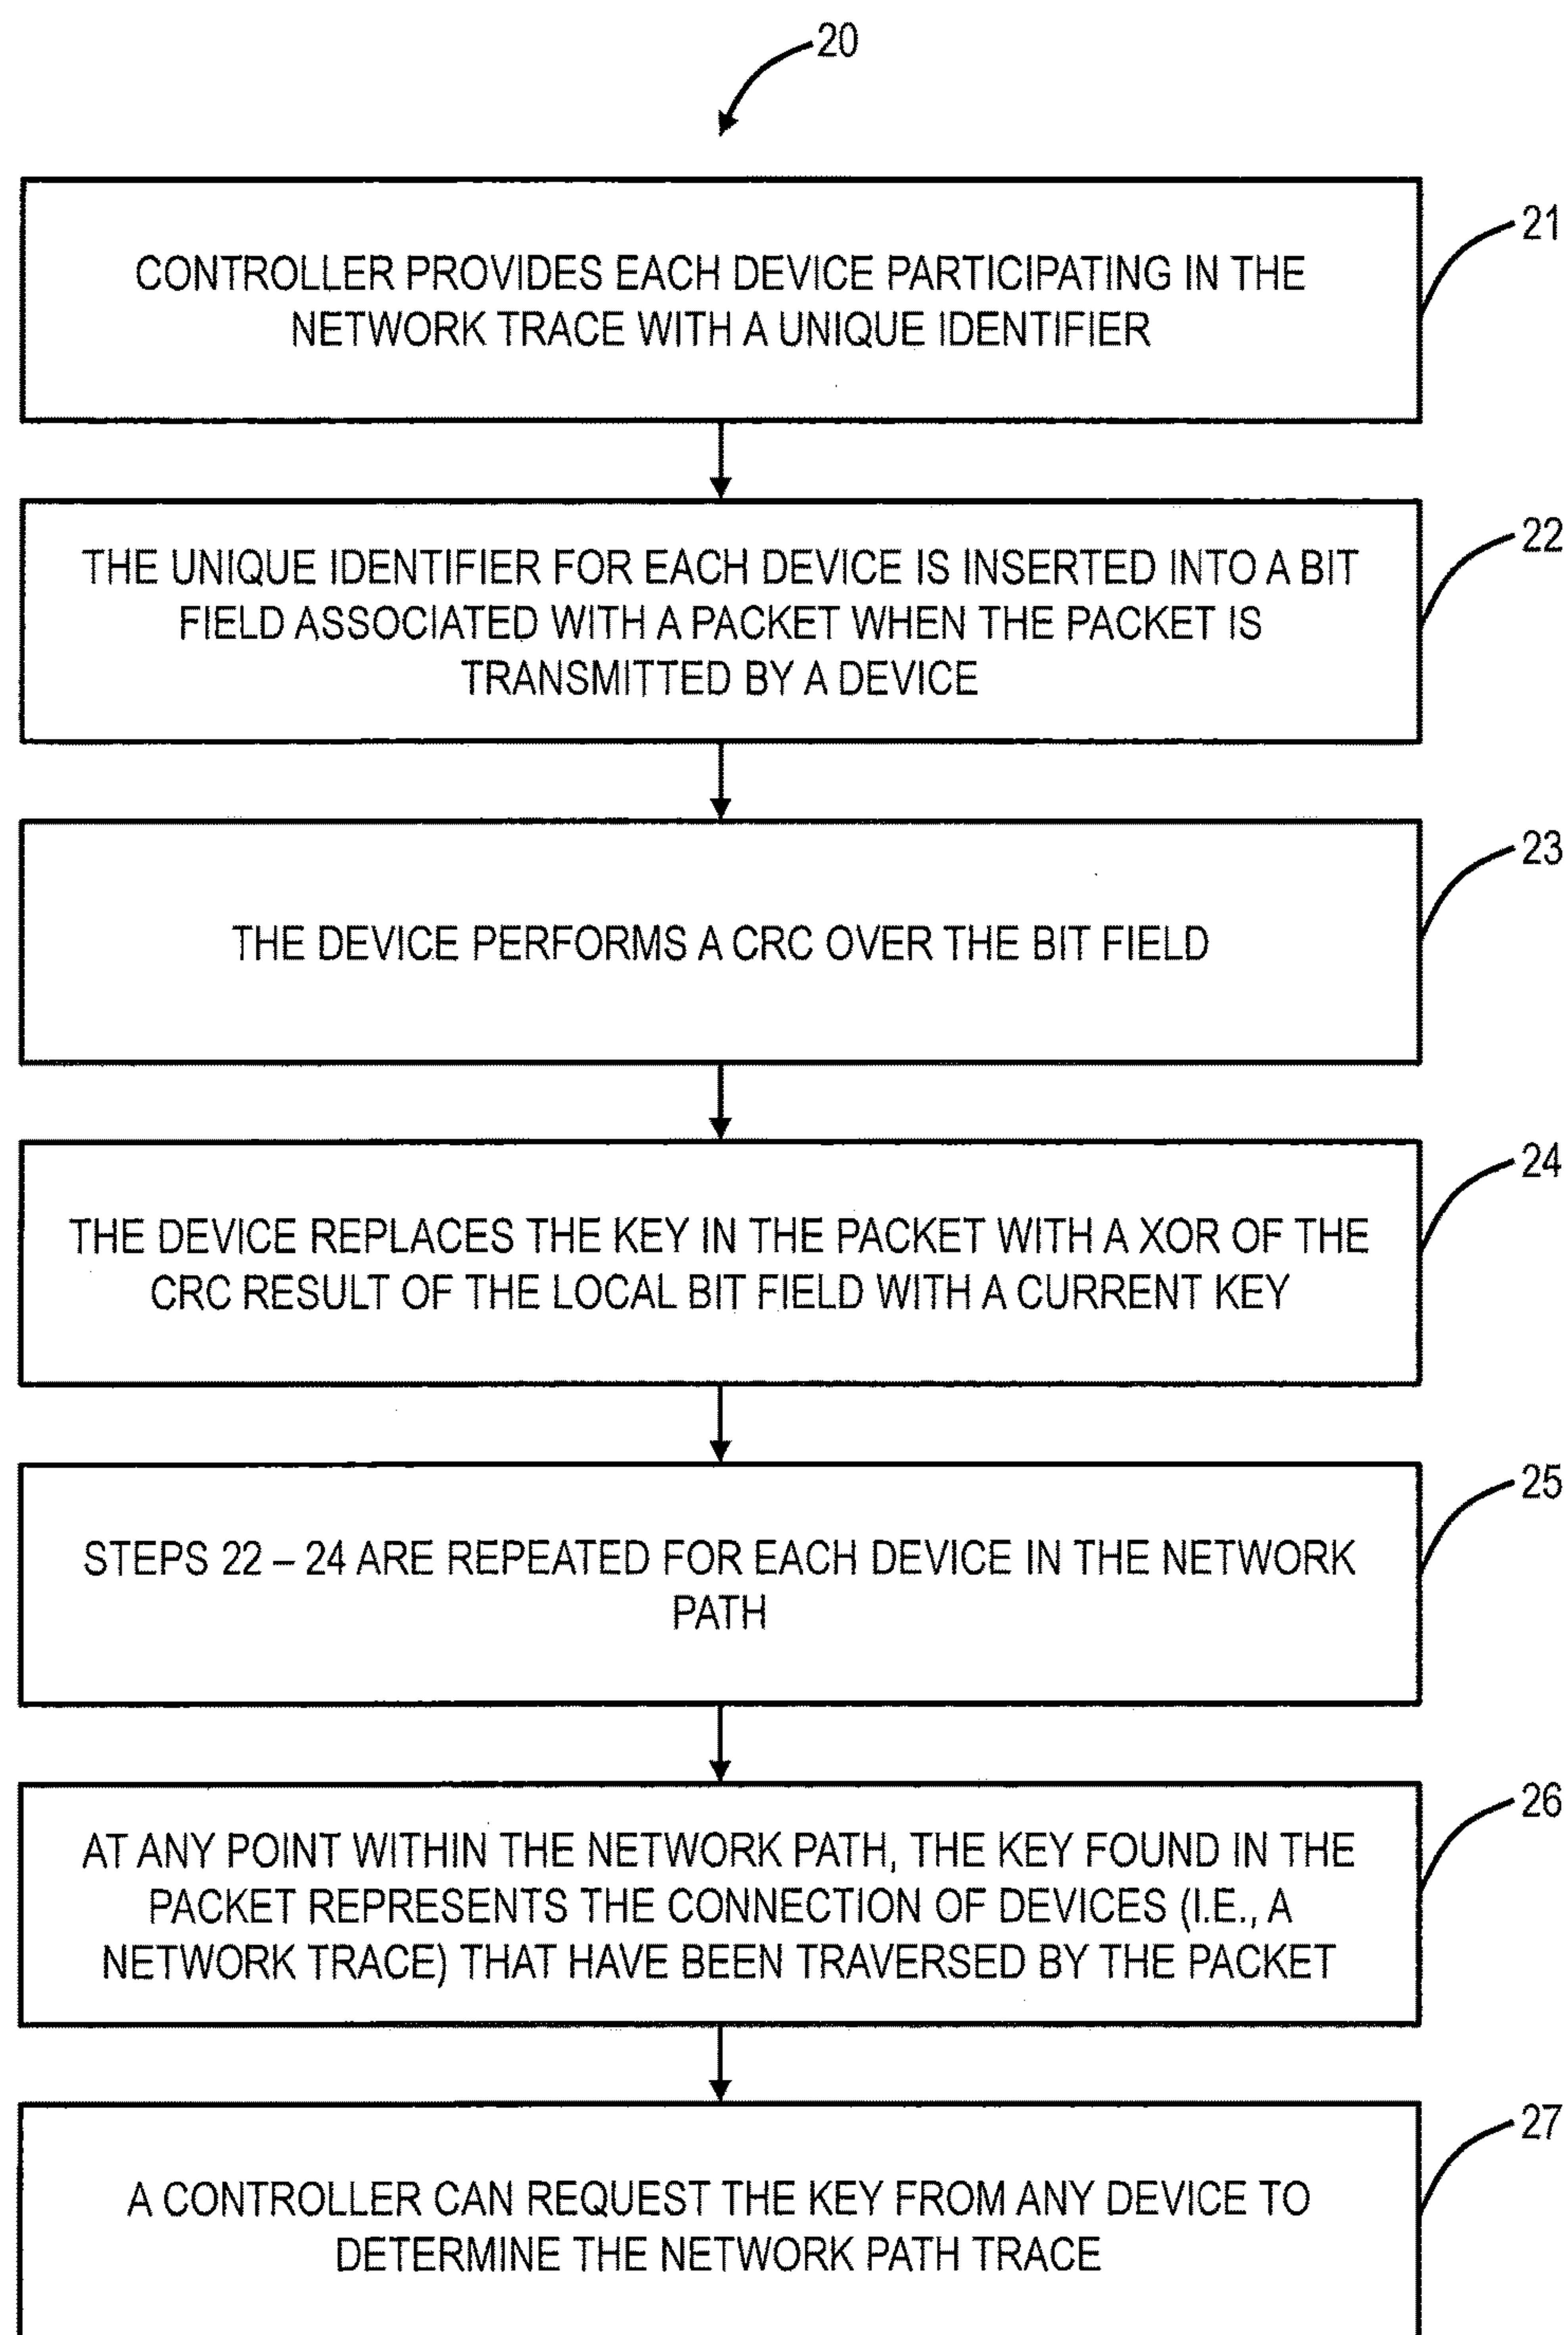 20
21
CONTROLLER PROVIDES EACH DEVICE PARTICIPATING IN THE
NETWORK TRACE WITH A UNIQUE IDENTIFIER
22
THE UNIQUE IDENTIFIER FOR EACH DEVICE IS INSERTED INTO A BIT
FIELD ASSOCIATED WITH A PACKET WHEN THE PACKET IS
TRANSMITTED BY A DEVICE
23
THE DEVICE PERFORMS A CRC OVER THE BIT FIELD
24
THE DEVICE REPLACES THE KEY IN THE PACKET WITH A XOR OF THE
CRC RESULT OF THE LOCAL BIT FIELD WITH A CURRENT KEY
25
STEPS 22 – 24 ARE REPEATED FOR EACH DEVICE IN THE NETWORK
PATH
26
AT ANY POINT WITHIN THE NETWORK PATH, THE KEY FOUND IN THE
PACKET REPRESENTS THE CONNECTION OF DEVICES (I.E., A
NETWORK TRACE) THAT HAVE BEEN TRAVERSED BY THE PACKET
27
A CONTROLLER CAN REQUEST THE KEY FROM ANY DEVICE TO
DETERMINE THE NETWORK PATH TRACE